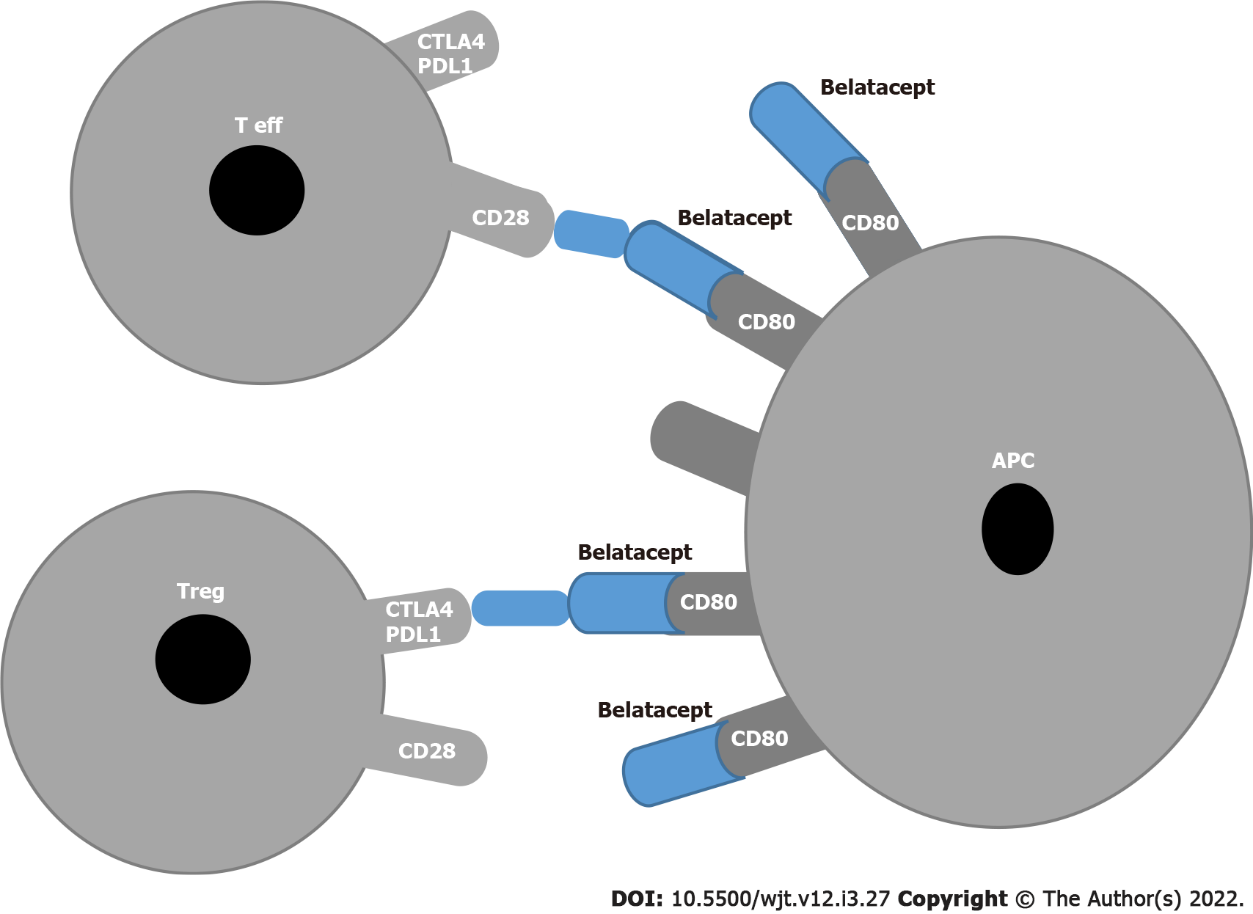 CTLA4
PDL1
T eff
CD28
Belatacept
CD80
Belatacept
CD80
APC
Treg
CTLA4
PDL1
CD28
Belatacept
CD80
Belatacept
CD80
DOI: 10.5500/wjt.v12.i3.27 Copyright © The Author(s) 2022.